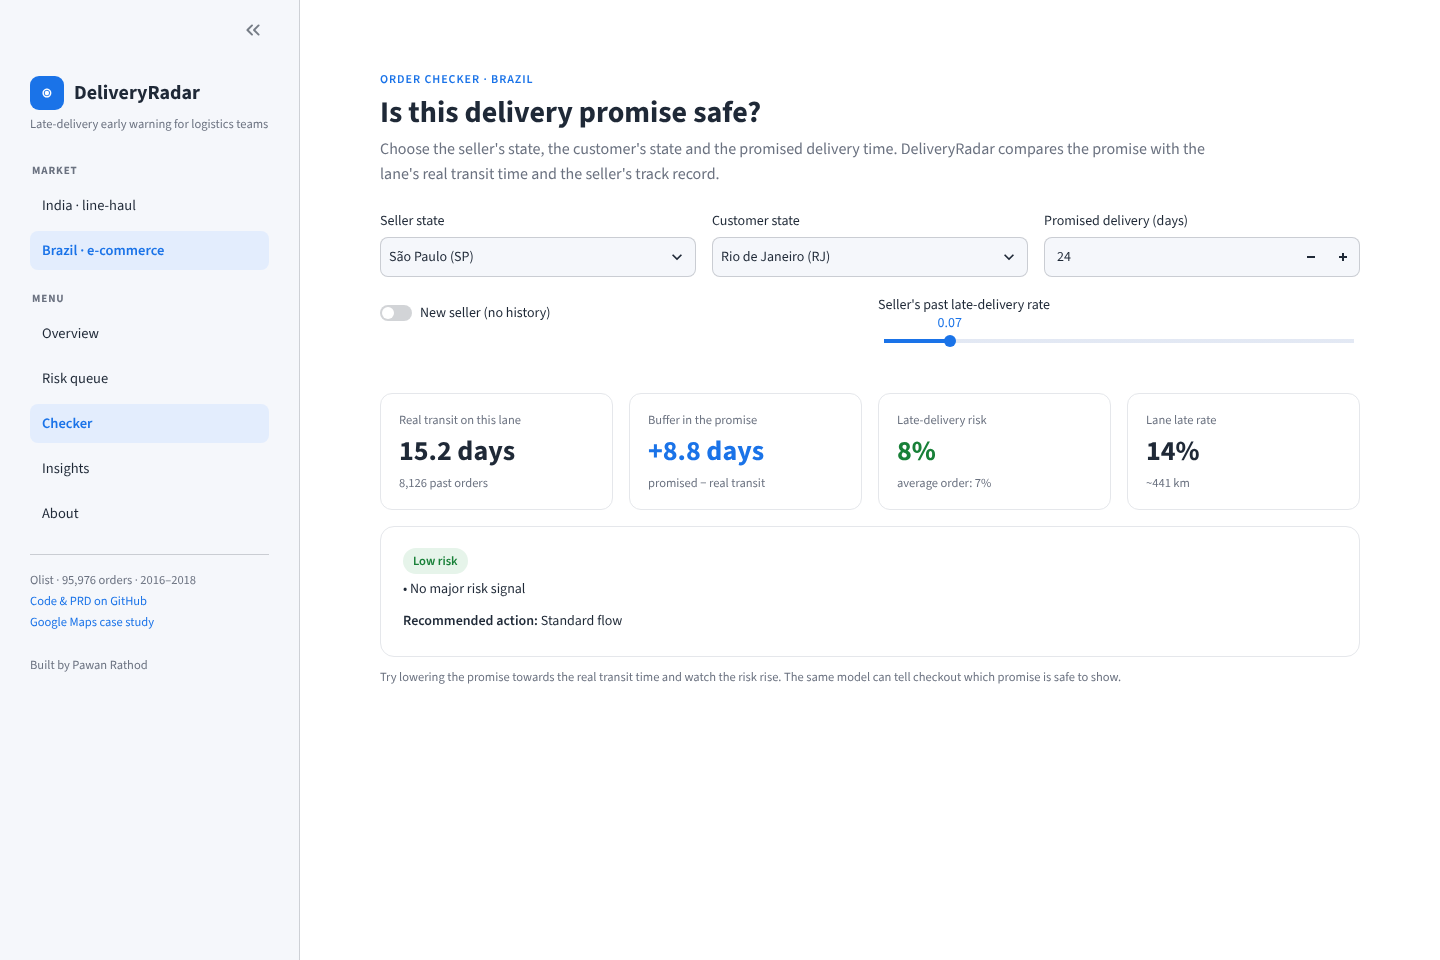 DeliveryRadar
Late-delivery early warning for logistics teams
MARKET
India · line-haul
Brazil · e-commerce
MENU
Overview
Risk queue
Checker
Insights
About
Olist · 95,976 orders · 2016–2018
Code & PRD on GitHub
Google Maps case study
Built by Pawan Rathod
ORDER CHECKER · BRAZIL
Is this delivery promise safe?
Choose the seller's state, the customer's state and the promised delivery time. DeliveryRadar compares the promise with the
lane's real transit time and the seller's track record.
Seller state
São Paulo (SP)
Customer state
Rio de Janeiro (RJ)
Promised delivery (days)
24
New seller (no history)
Seller's past late-delivery rate
0.07
Real transit on this lane
15.2 days
8,126 past orders
Buffer in the promise
+8.8 days
promised − real transit
Late-delivery risk
8%
average order: 7%
Lane late rate
14%
~441 km
Low risk
• No major risk signal
Recommended action: Standard flow
Try lowering the promise towards the real transit time and watch the risk rise. The same model can tell checkout which promise is safe to show.